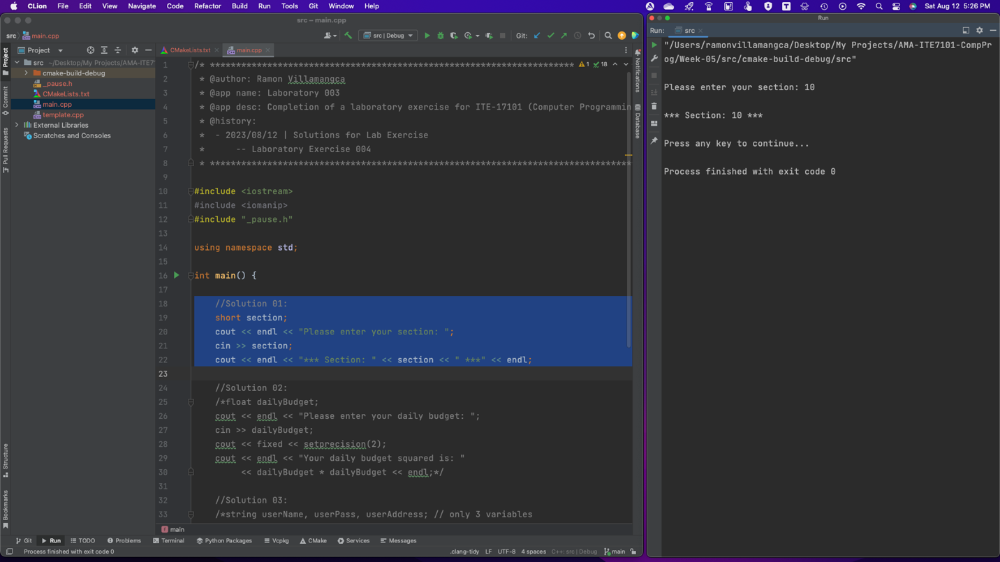 CLion File Edit View Navigate Code Refactor Build Run Tools Git Window Help
Sat Aug 12 5:26 PM
src – main.cpp
src main.cpp
src | Debug
Git:
Project
CMakeLists.txt
main.cpp
src ~/Desktop/My Projects/AMA-ITE7
cmake-build-debug
_pause.h
CMakeLists.txt
main.cpp
template.cpp
External Libraries
Scratches and Consoles
Project
Commit
Pull Requests
Structure
Bookmarks
Notifications
Database
1 18
1 /* ******************************************************************************
2 * @author: Ramon Villamangca
3 * @app name: Laboratory 003
4 * @app desc: Completion of a laboratory exercise for ITE-17101 (Computer Programmin
5 * @history:
6 * - 2023/08/12 | Solutions for Lab Exercise
7 * -- Laboratory Exercise 004
8 * *********************************************************************************
9
10 #include <iostream>
11 #include <iomanip>
12 #include "_pause.h"
13
14 using namespace std;
15
16 int main() {
17
18 //Solution 01:
19 short section;
20 cout << endl << "Please enter your section: ";
21 cin >> section;
22 cout << endl << "*** Section: " << section << " ***" << endl;
23
24 //Solution 02:
25 /*float dailyBudget;
26 cout << endl << "Please enter your daily budget: ";
27 cin >> dailyBudget;
28 cout << fixed << setprecision(2);
29 cout << endl << "Your daily budget squared is: "
30 << dailyBudget * dailyBudget << endl;*/
31
32 //Solution 03:
33 /*string userName, userPass, userAddress; // only 3 variables
main
Git Run TODO Problems Terminal Python Packages Vcpkg CMake Services Messages
Process finished with exit code 0
.clang-tidy LF UTF-8 4 spaces C++: src | Debug main
Run
Run: src
"/Users/ramonvillamangca/Desktop/My Projects/AMA-ITE7101-CompPr
og/Week-05/src/cmake-build-debug/src"
Please enter your section: 10
*** Section: 10 ***
Press any key to continue...
Process finished with exit code 0